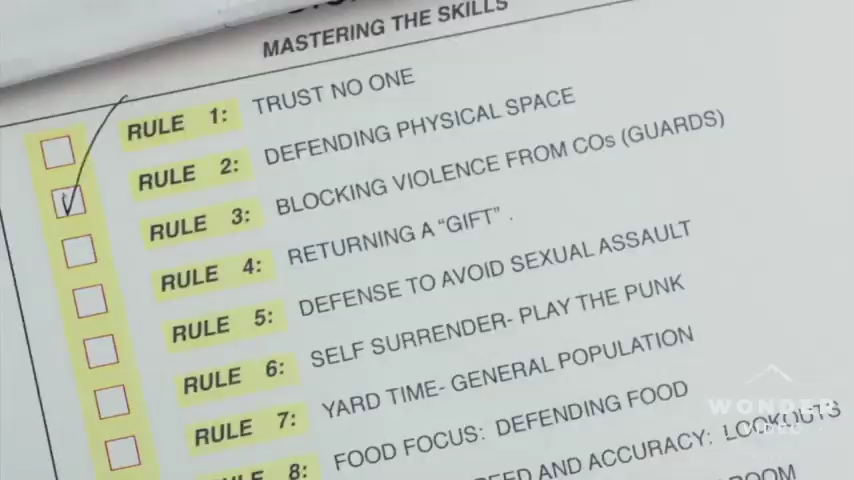 MASTERING THE SKILLS
RULE 1: TRUST NO ONE
RULE 2: DEFENDING PHYSICAL SPACE
RULE 3: BLOCKING VIOLENCE FROM COs (GUARDS)
RULE 4: RETURNING A “GIFT” .
RULE 5: DEFENSE TO AVOID SEXUAL ASSAULT
RULE 6: SELF SURRENDER- PLAY THE PUNK
RULE 7: YARD TIME- GENERAL POPULATION
RULE 8: FOOD FOCUS: DEFENDING FOOD
AND ACCURACY: LOOKOUTS
ROOM
WONDER
VIDEO